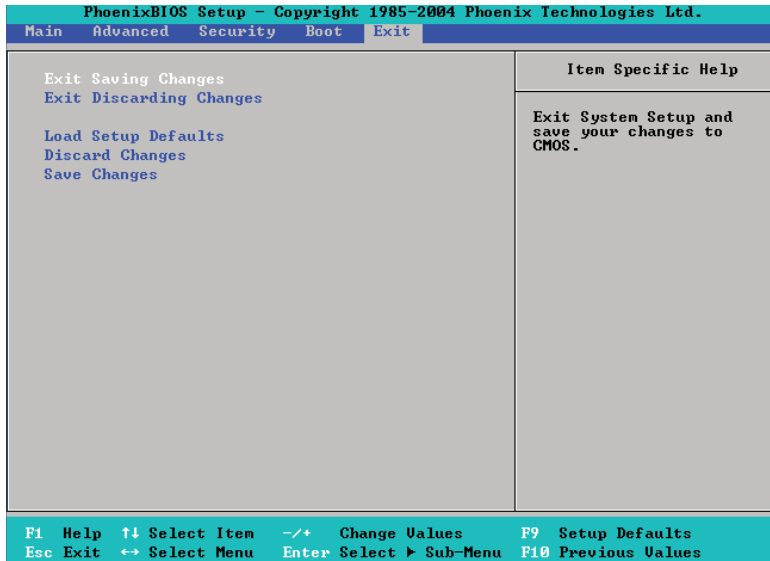 PhoenixBIOS Setup - Copyright 1985-2004 Phoenix Technologies Ltd.
Main Advanced Security Boot Exit
Exit Saving Changes
Exit Discarding Changes
Load Setup Defaults
Discard Changes
Save Changes
Item Specific Help
Exit System Setup and
save your changes to
CMOS.
F1 Help ↑↓ Select Item -/+ Change Values F9 Setup Defaults
Esc Exit ↔ Select Menu Enter Select ▶ Sub-Menu F10 Previous Values